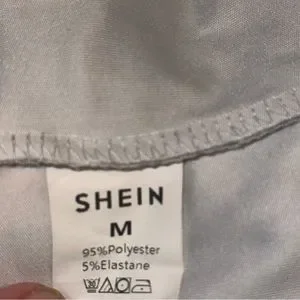 SHEIN
M
95%Polyester
5%Elastane